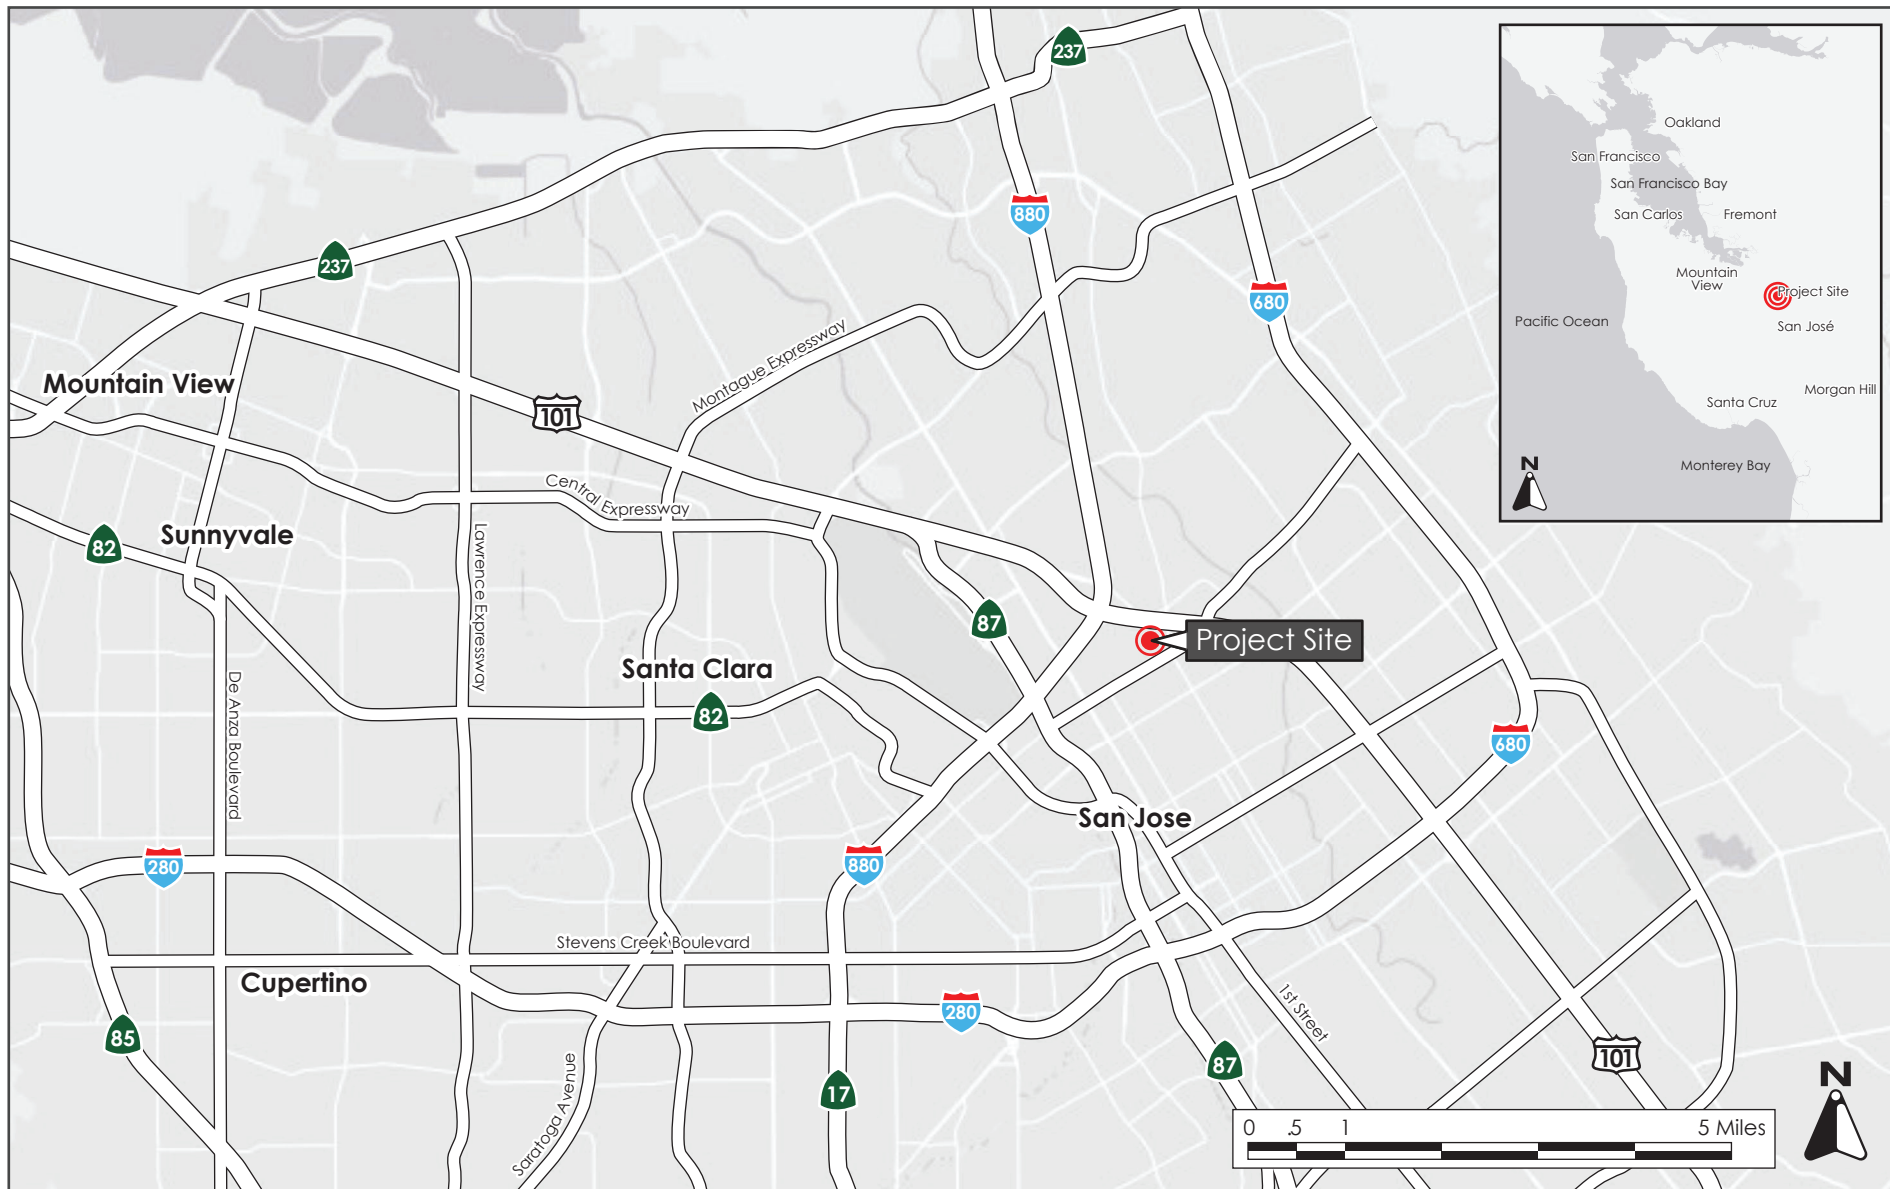 237
880
237
680
Montague Expressway
Mountain View
101
Central Expressway
Sunnyvale
82
Lawrence Expressway
87
Project Site
Santa Clara
82
De Anza Boulevard
680
San Jose
280
880
Stevens Creek Boulevard
Cupertino
280
1st Street
85
101
87
17
Saratoga Avenue
0 .5 1 5 Miles
N
Oakland
San Francisco
San Francisco Bay
San Carlos
Fremont
Mountain
View
Project Site
Pacific Ocean
San José
Morgan Hill
Santa Cruz
Monterey Bay
N